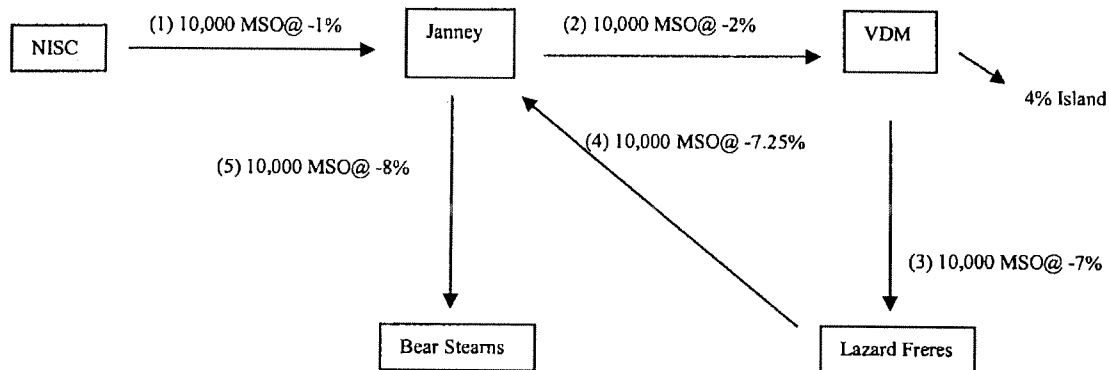 (1) 10,000 MSO@ -1%
(2) 10,000 MSO@ -2%
NISC
Janney
VDM
4% Island
(4) 10,000 MSO@ -7.25%
(5) 10,000 MSO@ -8%
(3) 10,000 MSO@ -7%
Bear Stearns
Lazard Freres